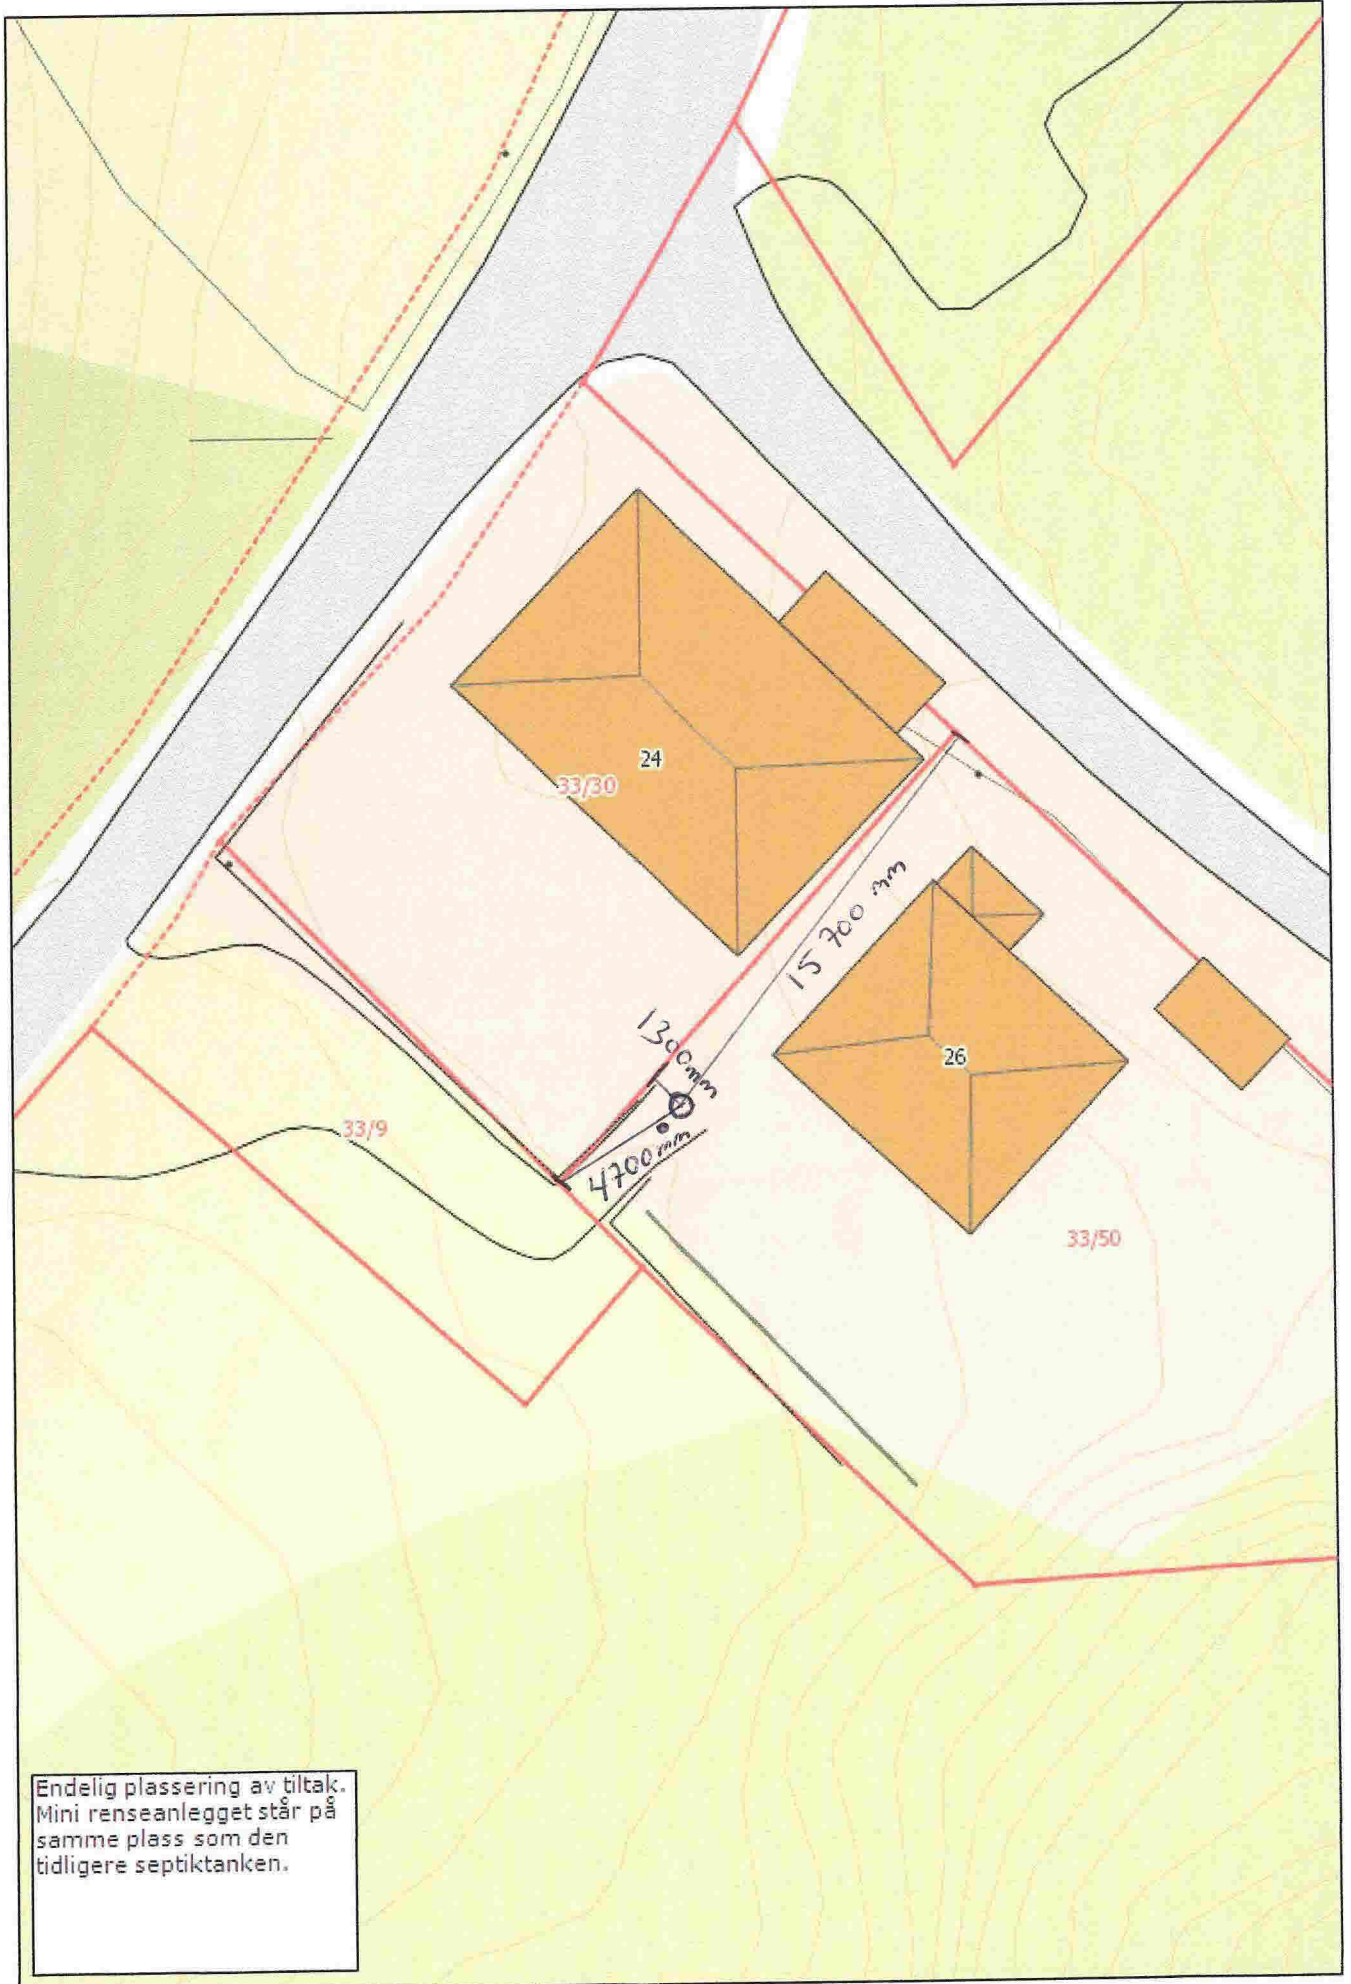 24
33/30
15 700 mm
1300mm
26
33/9
4700mm
33/50
Endelig plassering av tiltak.
Mini renseanlegget står på
samme plass som den
tidligere septiktanken.